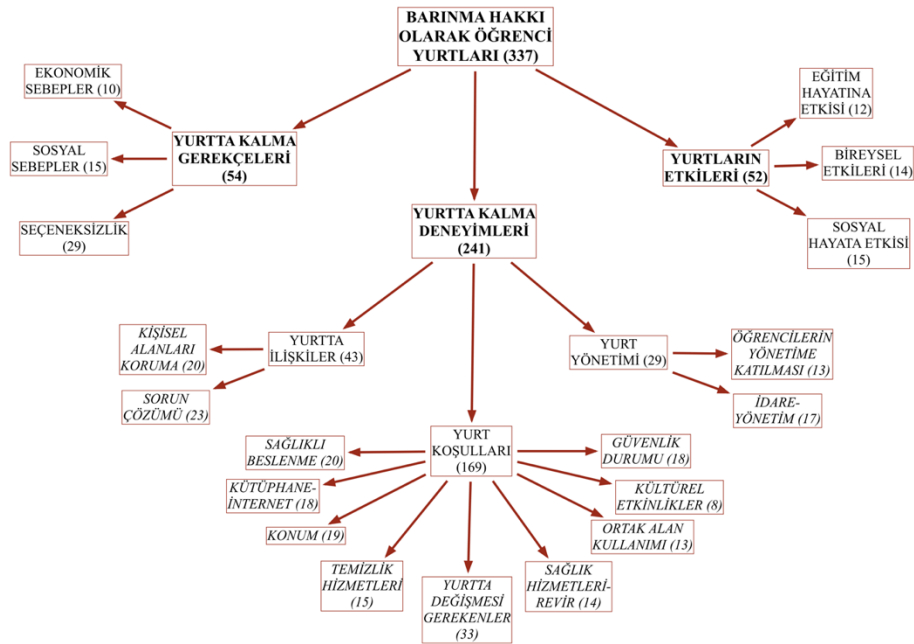 BARINMA HAKKI
OLARAK ÖĞRENCİ
YURTLARI (337)
EKONOMİK
SEBEPLER (10)
SOSYAL
SEBEPLER (15)
SEÇENEKSİZLİK
(29)
YURTTA KALMA
GEREKÇELERİ
(54)
YURTLARIN
ETKİLERİ (52)
EĞİTİM
HAYATINA
ETKİSİ (12)
BİREYSEL
ETKİLERİ (14)
SOSYAL
HAYATA ETKİSİ
(15)
YURTTA KALMA
DENEYİMLERİ
(241)
YURTTA
İLİŞKİLER (43)
KİŞİSEL
ALANLARI
KORUMA (20)
SORUN
ÇÖZÜMÜ (23)
YURT
YÖNETİMİ (29)
ÖĞRENCİLERİN
YÖNETİME
KATILMASI (13)
İDARE-
YÖNETİM (17)
YURT
KOŞULLARI
(169)
SAĞLIKLI
BESLENME (20)
KÜTÜPHANE-
İNTERNET (18)
KONUM (19)
TEMİZLİK
HİZMETLERİ
(15)
YURTTA
DEĞİŞMESİ
GEREKENLER
(33)
SAĞLIK
HİZMETLERİ-
REVİR (14)
ORTAK ALAN
KULLANIMI (13)
KÜLTÜREL
ETKİNLİKLER (8)
GÜVENLİK
DURUMU (18)